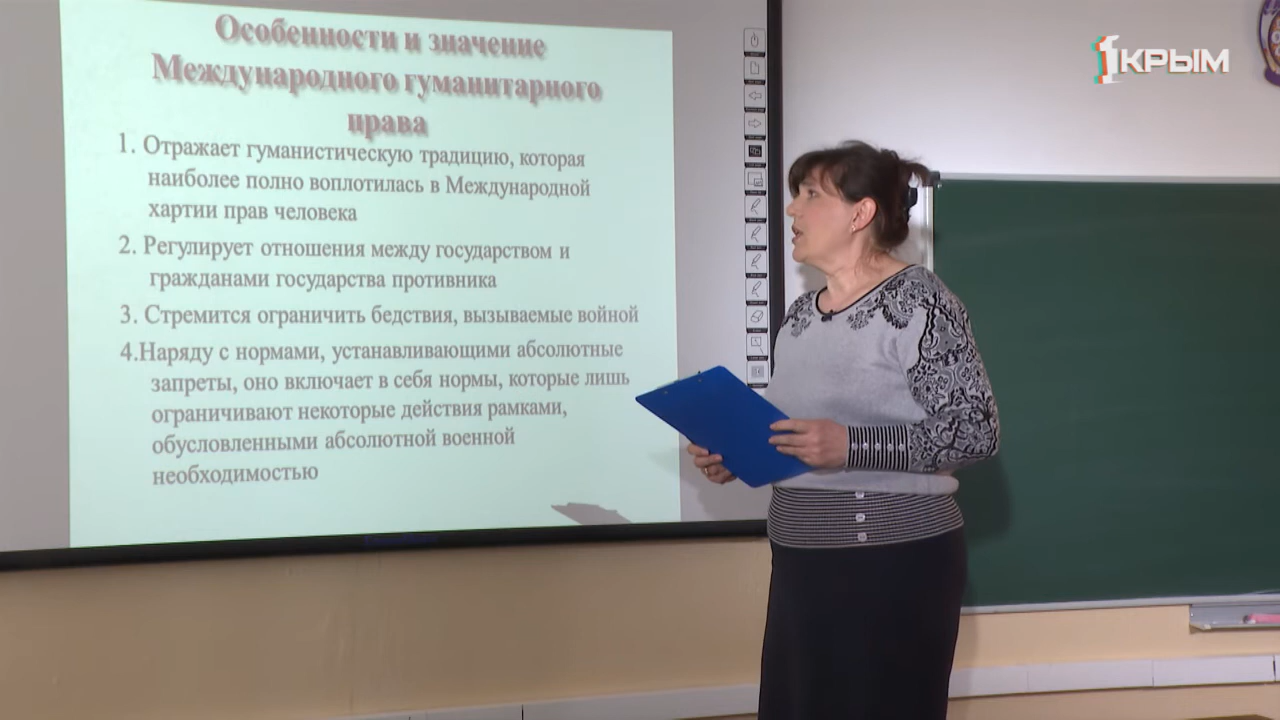 Особенности и значение
Международного гуманитарного
права
1. Отражает гуманистическую традицию, которая
наиболее полно воплотилась в Международной
хартии прав человека
2. Регулирует отношения между государством и
гражданами государства противника
3. Стремится ограничить бедствия, вызываемые войной
4.Наряду с нормами, устанавливающими абсолютные
запреты, оно включает в себя нормы, которые лишь
ограничивают некоторые действия рамками,
обусловленными абсолютной военной
необходимостью
1КРЫМ